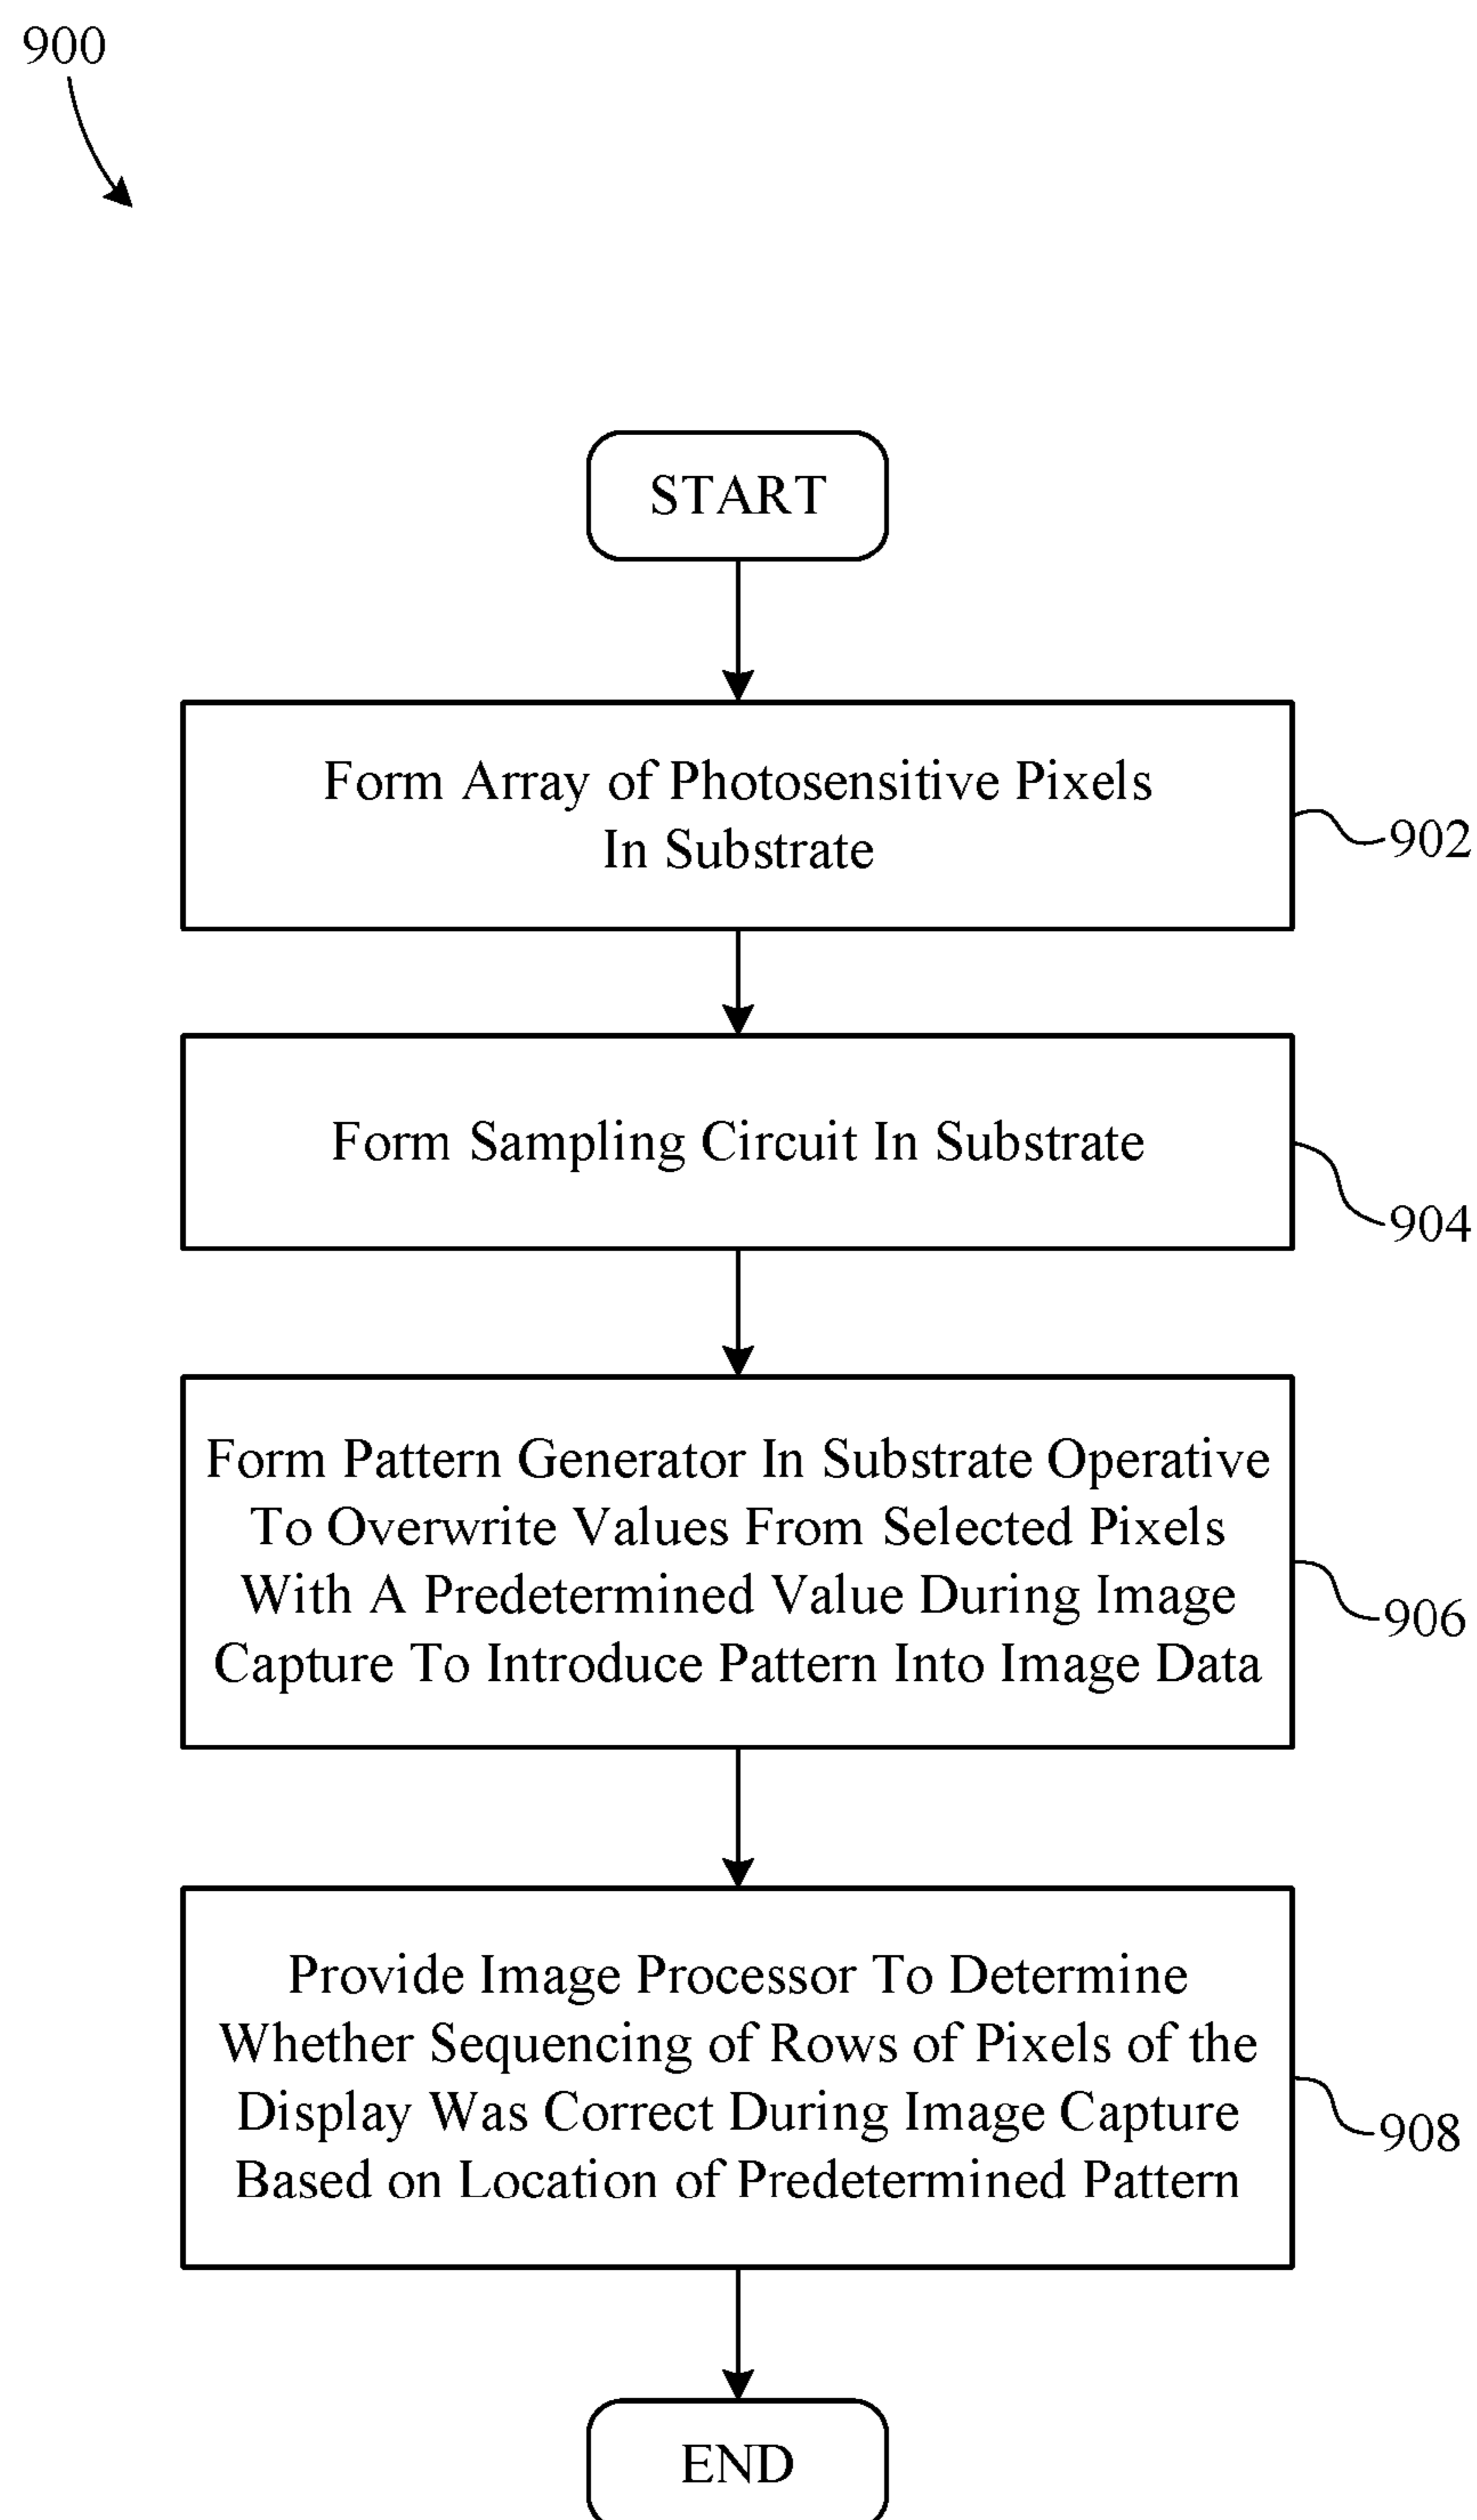 900
START
Form Array of Photosensitive Pixels
In Substrate
902
Form Sampling Circuit In Substrate
904
Form Pattern Generator In Substrate Operative
To Overwrite Values From Selected Pixels
With A Predetermined Value During Image
Capture To Introduce Pattern Into Image Data
906
Provide Image Processor To Determine
Whether Sequencing of Rows of Pixels of the
Display Was Correct During Image Capture
Based on Location of Predetermined Pattern
908
END